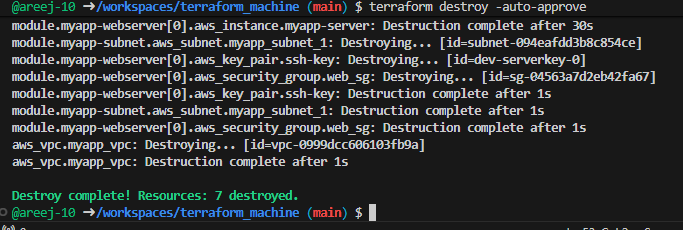 @areej-10 ➜/workspaces/terraform_machine (main) $ terraform destroy -auto-approve
module.myapp-webserver[0].aws_instance.myapp-server: Destruction complete after 30s
module.myapp-subnet.aws_subnet.myapp_subnet_1: Destroying... [id=subnet-094eafdd3b8c854ce]
module.myapp-webserver[0].aws_key_pair.ssh-key: Destroying... [id=dev-serverkey-0]
module.myapp-webserver[0].aws_security_group.web_sg: Destroying... [id=sg-04563a7d2eb42fa67]
module.myapp-webserver[0].aws_key_pair.ssh-key: Destruction complete after 1s
module.myapp-subnet.aws_subnet.myapp_subnet_1: Destruction complete after 1s
module.myapp-webserver[0].aws_security_group.web_sg: Destruction complete after 1s
aws_vpc.myapp_vpc: Destroying... [id=vpc-0999dcc606103fb9a]
aws_vpc.myapp_vpc: Destruction complete after 1s
Destroy complete! Resources: 7 destroyed.
@areej-10 ➜/workspaces/terraform_machine (main) $